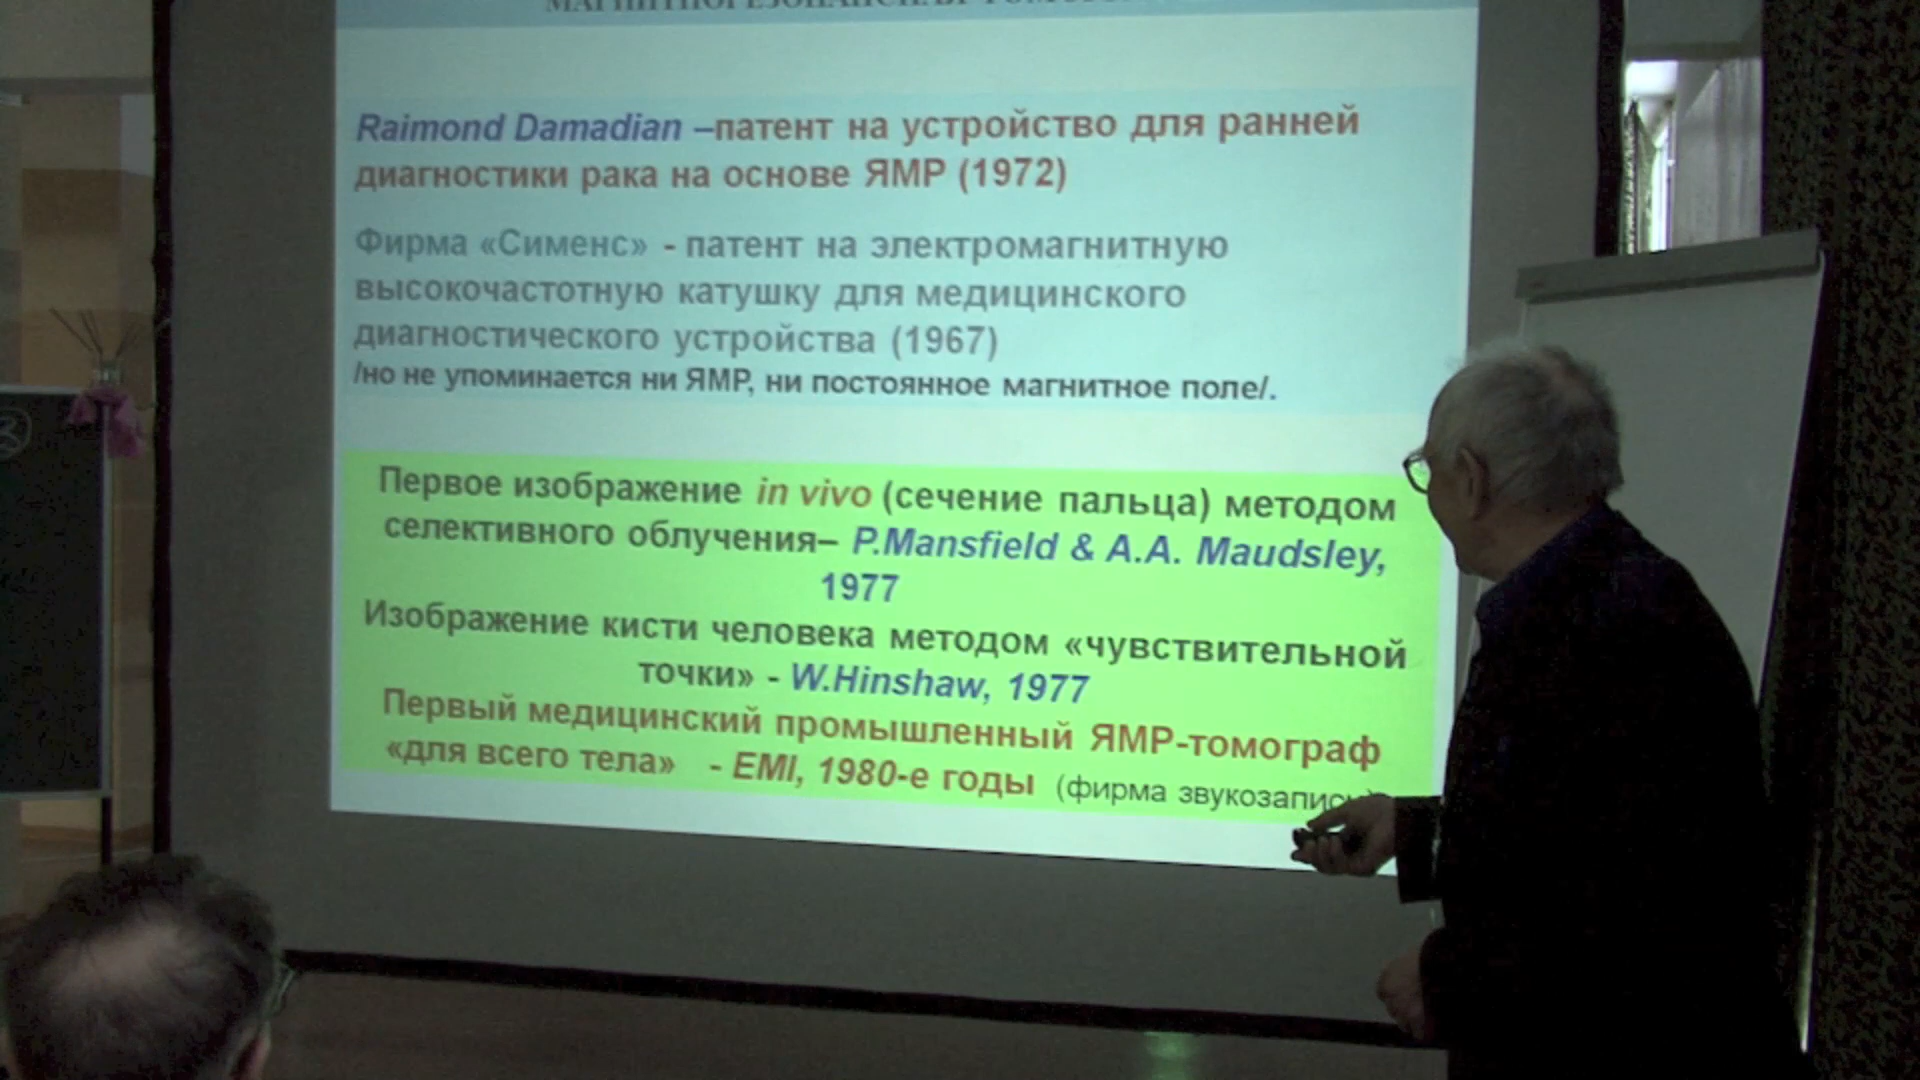 Raimond Damadian –патент на устройство для ранней
диагностики рака на основе ЯМР (1972)
Фирма «Сименс» - патент на электромагнитную
высокочастотную катушку для медицинского
диагностического устройства (1967)
/но не упоминается ни ЯМР, ни постоянное магнитное поле/.
Первое изображение in vivo (сечение пальца) методом
селективного облучения– P.Mansfield & A.A. Maudsley,
1977
Изображение кисти человека методом «чувствительной
точки» - W.Hinshaw, 1977
Первый медицинский промышленный ЯМР-томограф
«для всего тела» - EMI, 1980-е годы (фирма звукозаписи)